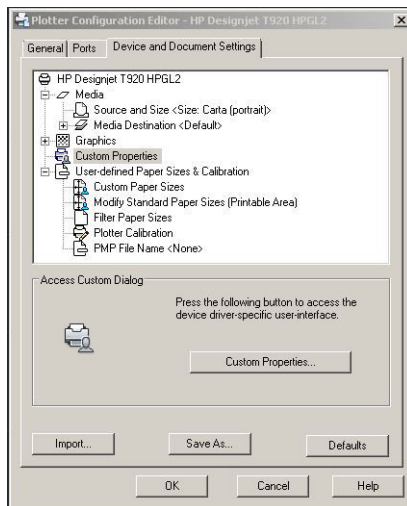 Plotter Configuration Editor - HP Designjet T920 HPGL2
General Ports Device and Document Settings
HP Designjet T920 HPGL2
Media
Source and Size <Size: Carta (portrait)>
Media Destination <Default>
Graphics
Custom Properties
User-defined Paper Sizes & Calibration
Custom Paper Sizes
Modify Standard Paper Sizes (Printable Area)
Filter Paper Sizes
Plotter Calibration
PMP File Name <None>
Access Custom Dialog
Press the following button to access the
device driver-specific user-interface.
Custom Properties...
Import... Save As... Defaults
OK Cancel Help